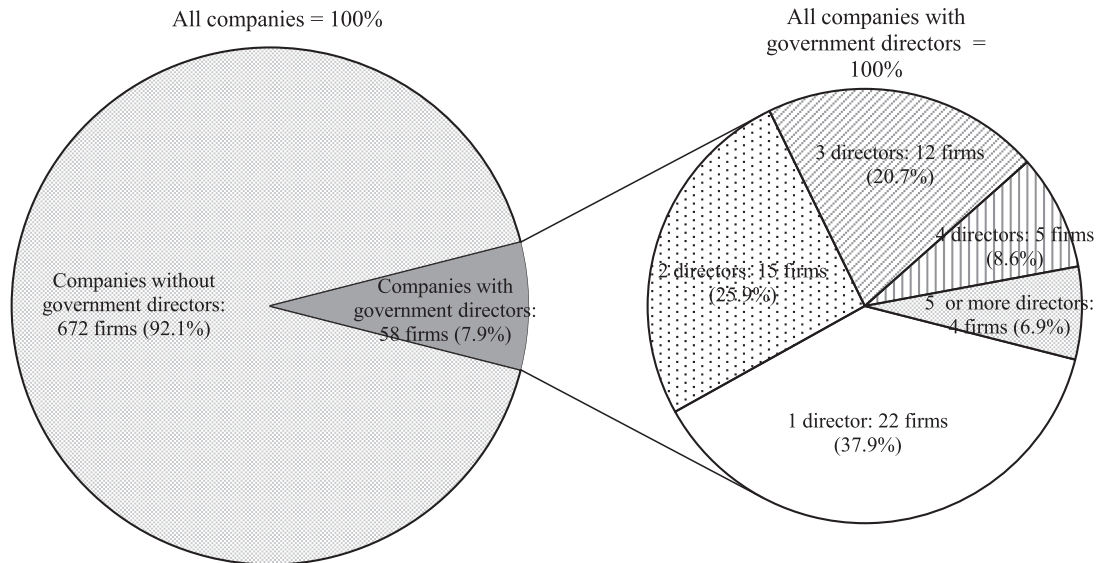 All companies = 100%
Companies without
government directors:
672 firms (92.1%)
Companies with
government directors:
58 firms (7.9%)
All companies with
government directors =
100%
3 directors: 12 firms
(20.7%)
4 directors: 5 firms
(8.6%)
2 directors: 15 firms
(25.9%)
5 or more directors:
4 firms (6.9%)
1 director: 22 firms
(37.9%)